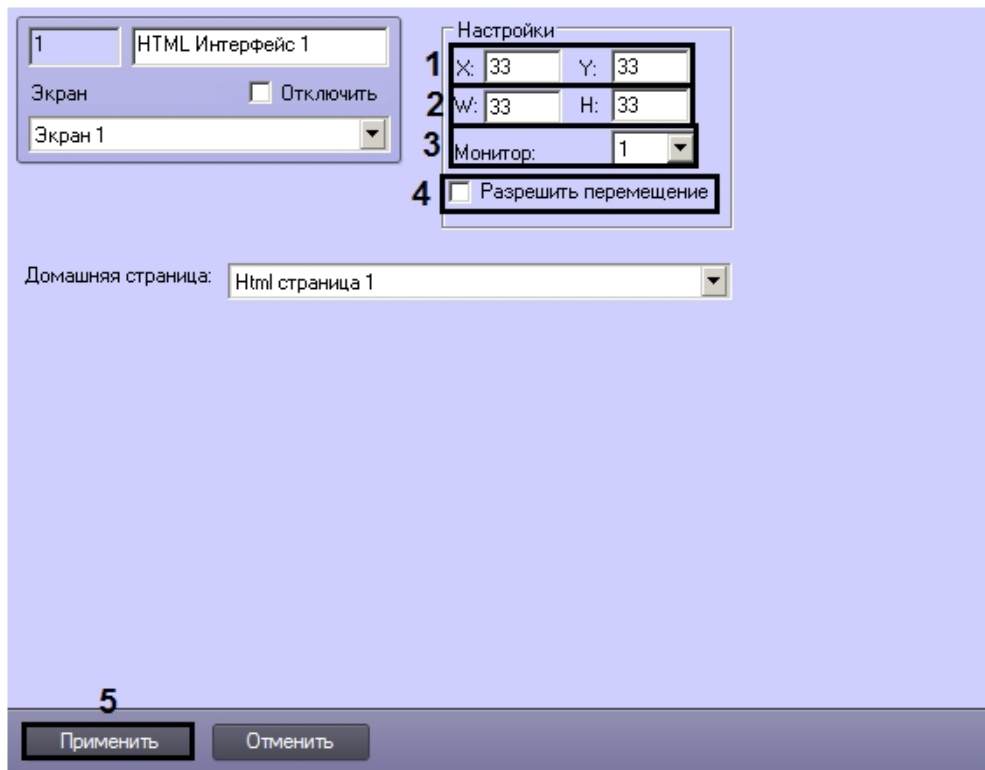 1 HTML Интерфейс 1
Экран Отключить
Экран 1
Настройки
1 X: 33 Y: 33
2 W: 33 H: 33
3 Монитор: 1
4 Разрешить перемещение
Домашняя страница: Html страница 1
5
Применить Отменить